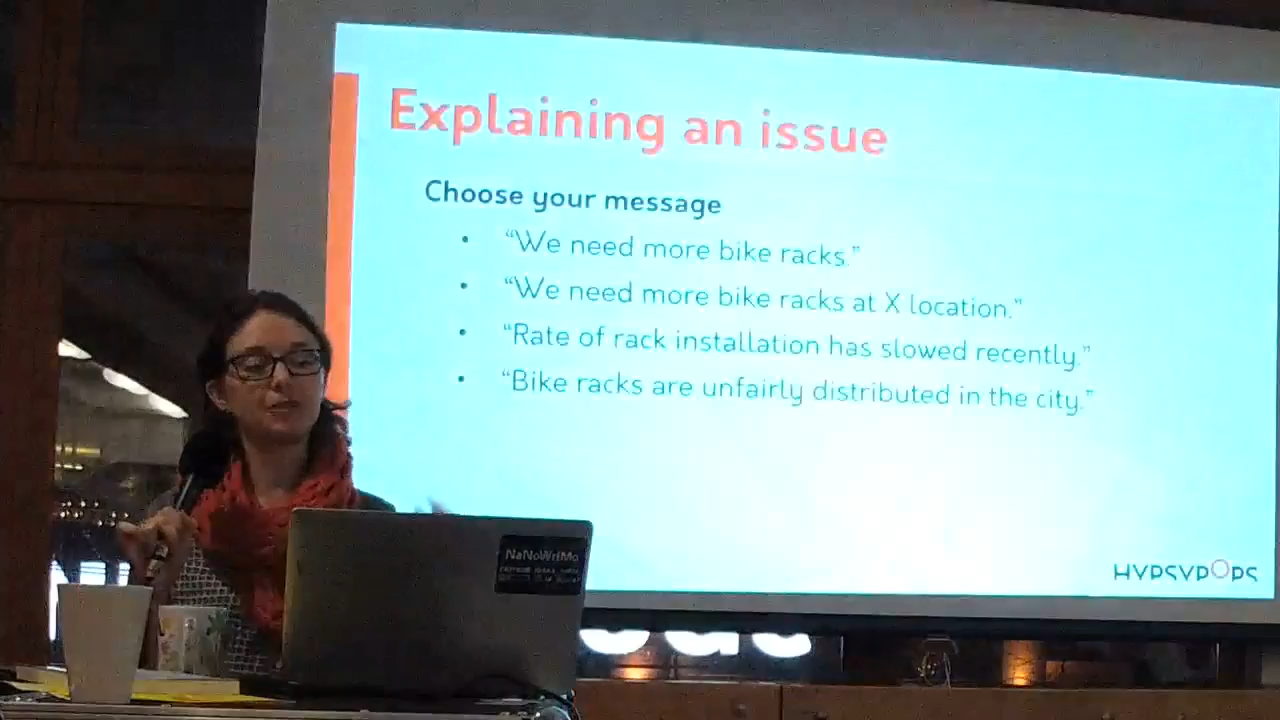 Explaining an issue
Choose your message
• “We need more bike racks.”
• “We need more bike racks at X location.”
• “Rate of rack installation has slowed recently.”
• “Bike racks are unfairly distributed in the city.”
NaNoWriMo
HVPSVPOPS